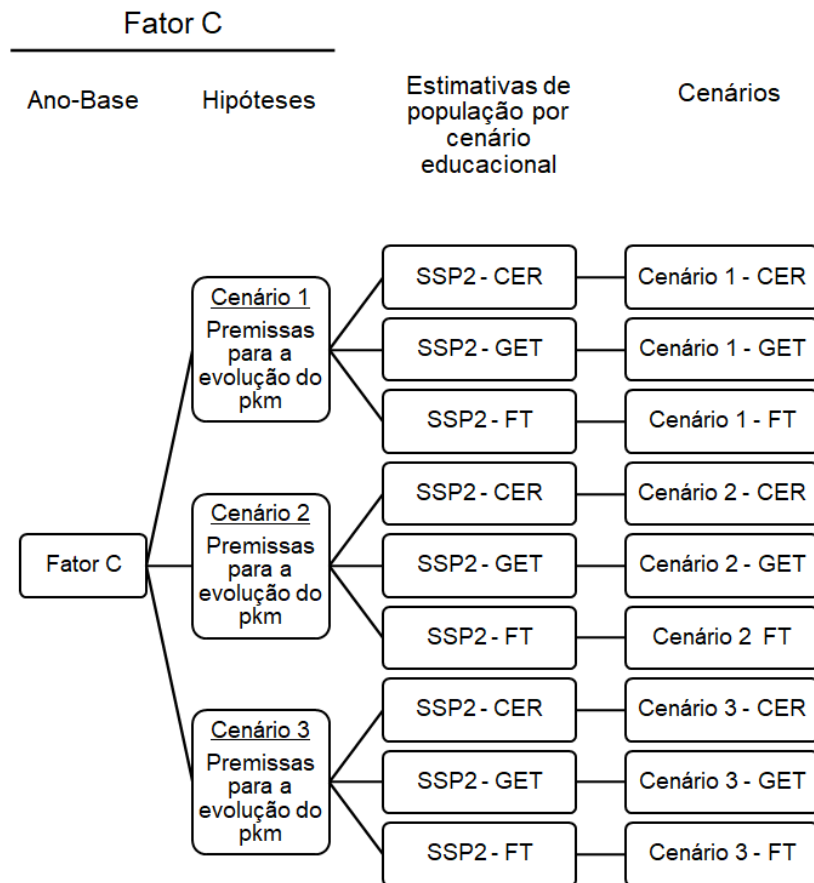 Fator C
Ano-Base
Hipóteses
Estimativas de
população por
cenário
educacional
Cenários
Fator C
Cenário 1
Premissas
para a
evolução do
pkm
SSP2 - CER
Cenário 1 - CER
SSP2 - GET
Cenário 1 - GET
SSP2 - FT
Cenário 1 - FT
Cenário 2
Premissas
para a
evolução do
pkm
SSP2 - CER
Cenário 2 - CER
SSP2 - GET
Cenário 2 - GET
SSP2 - FT
Cenário 2 FT
Cenário 3
Premissas
para a
evolução do
pkm
SSP2 - CER
Cenário 3 - CER
SSP2 - GET
Cenário 3 - GET
SSP2 - FT
Cenário 3 - FT